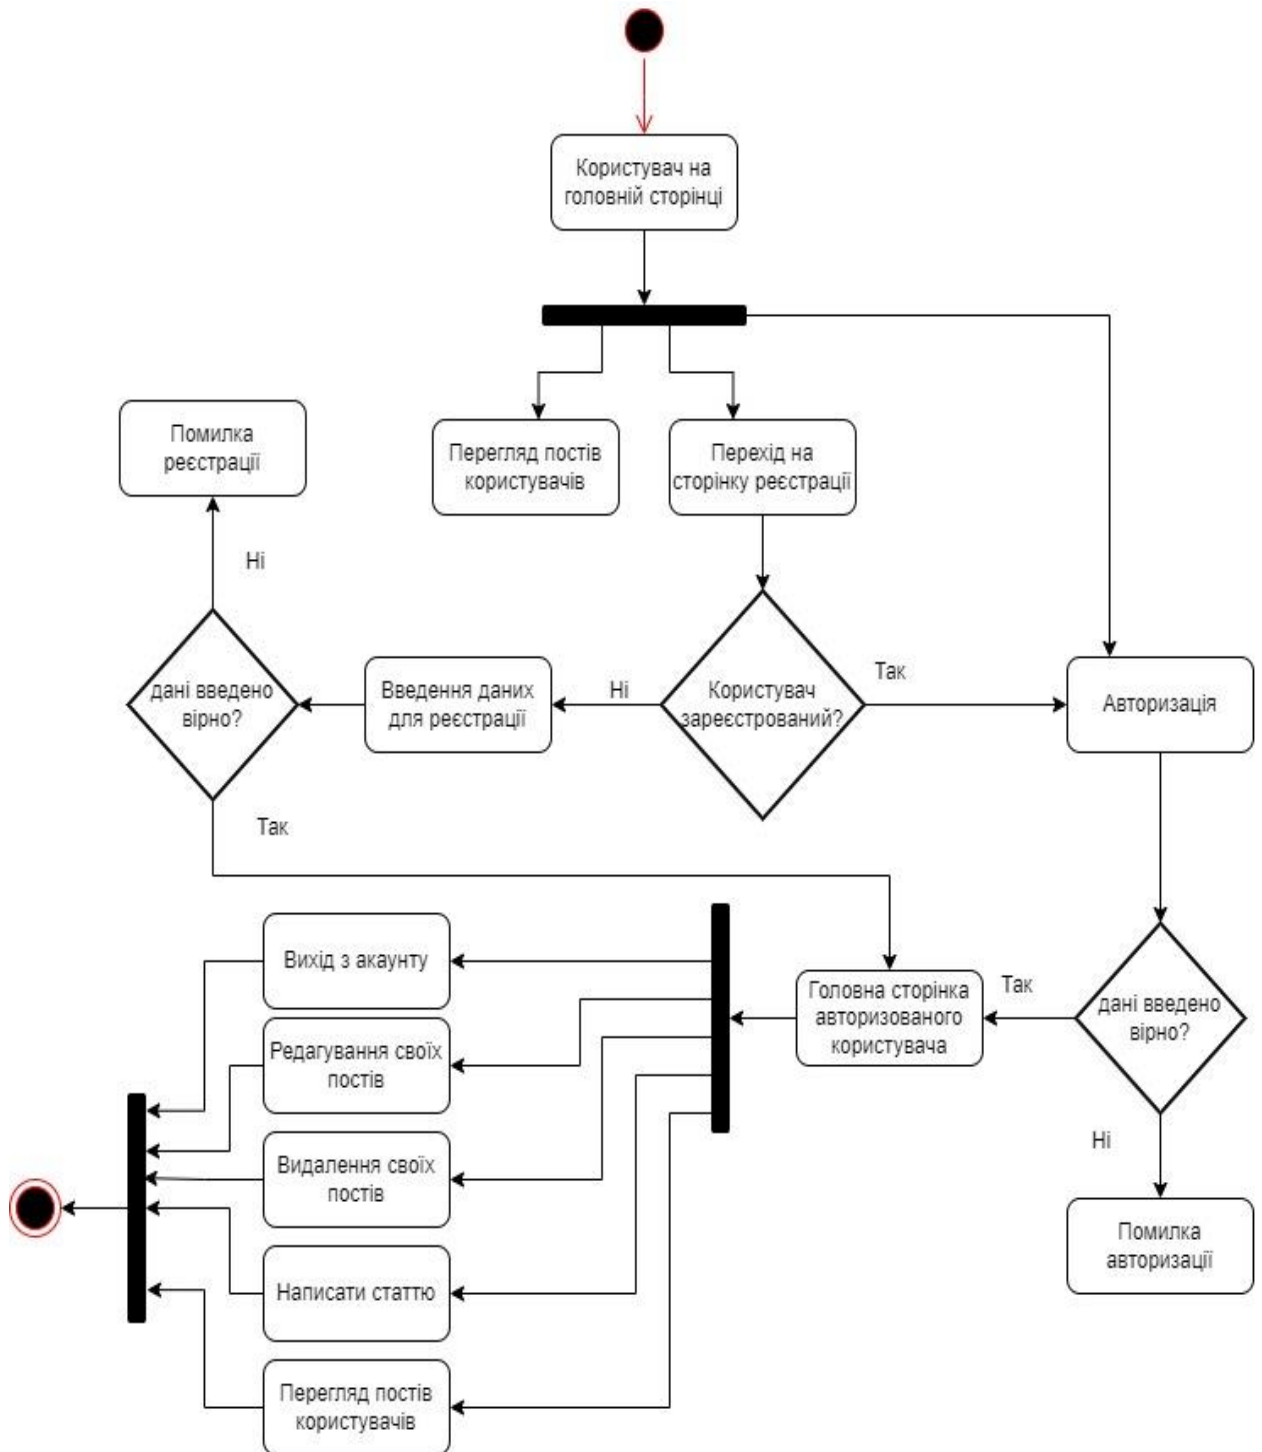 Користувач на
головній сторінці
Помилка
реєстрації
Перегляд постів
користувачів
Перехід на
сторінку реєстрації
Ні
дані введено
вірно?
Введення даних
для реєстрації
Ні
Користувач
зареєстрований?
Так
Авторизація
Так
Вихід з акаунту
Головна сторінка
авторизованого
користувача
Так
дані введено
вірно?
Редагування своїх
постів
Ні
Видалення своїх
постів
Помилка
авторизації
Написати статтю
Перегляд постів
користувачів